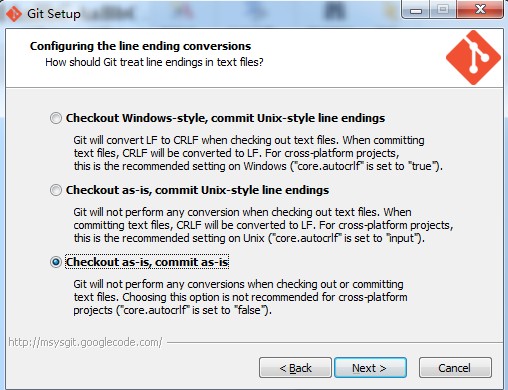 Git Setup
Configuring the line ending conversions
How should Git treat line endings in text files?
Checkout Windows-style, commit Unix-style line endings
Git will convert LF to CRLF when checking out text files. When committing
text files, CRLF will be converted to LF. For cross-platform projects,
this is the recommended setting on Windows ("core.autocrlf" is set to "true").
Checkout as-is, commit Unix-style line endings
Git will not perform any conversion when checking out text files. When
committing text files, CRLF will be converted to LF. For cross-platform projects,
this is the recommended setting on Unix ("core.autocrlf" is set to "input").
Checkout as-is, commit as-is
Git will not perform any conversions when checking out or committing
text files. Choosing this option is not recommended for cross-platform
projects ("core.autocrlf" is set to "false").
http://msysgit.googlecode.com/
< Back Next > Cancel